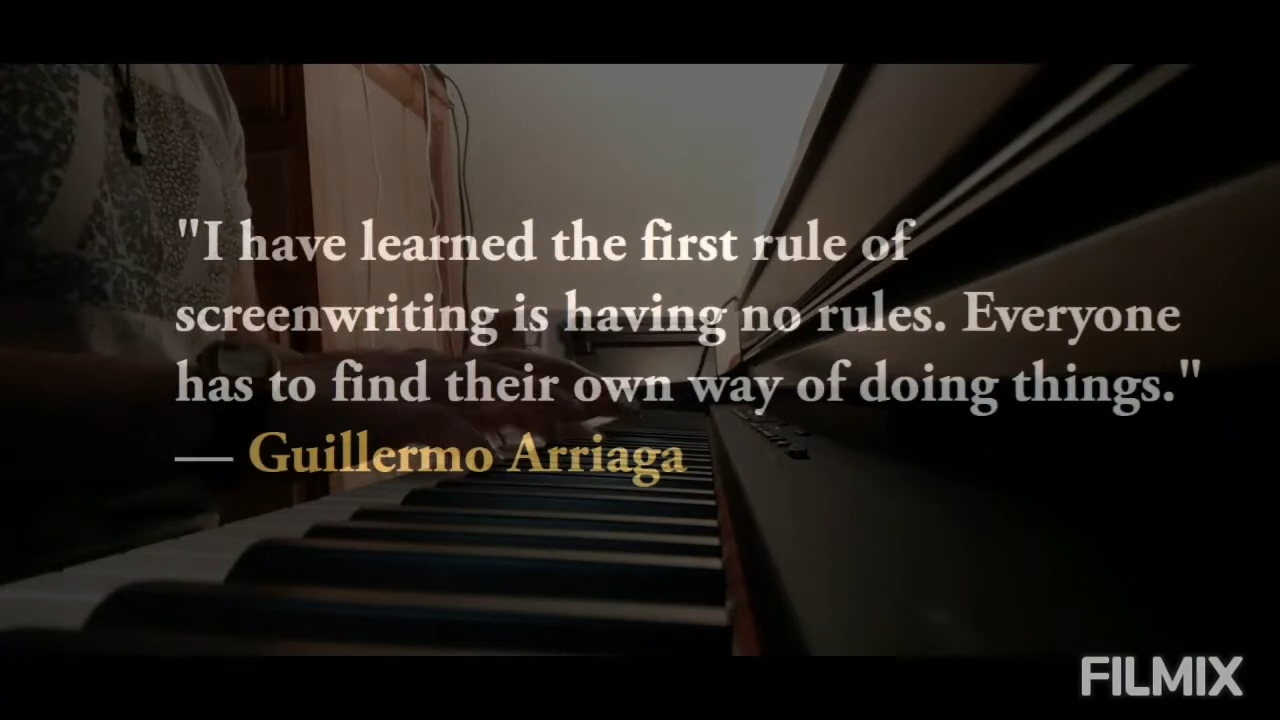 "I have learned the first rule of
screenwriting is having no rules. Everyone
has to find their own way of doing things."
— Guillermo Arriaga
FILMIX